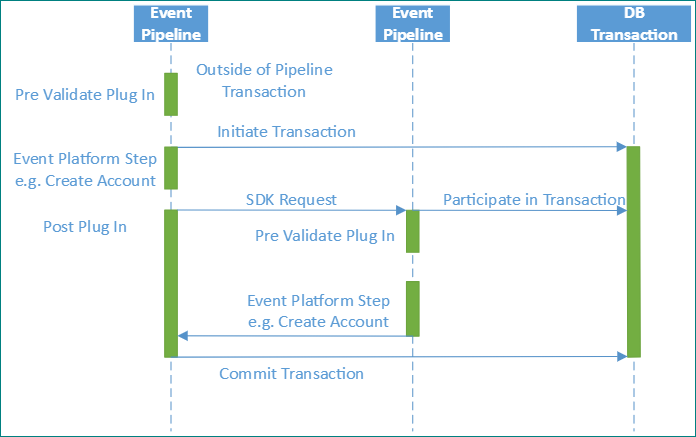 Event
Pipeline
Event
Pipeline
DB
Transaction
Outside of Pipeline
Transaction
Pre Validate Plug In
Initiate Transaction
Event Platform Step
e.g. Create Account
SDK Request
Participate in Transaction
Post Plug In
Pre Validate Plug In
Event Platform Step
e.g. Create Account
Commit Transaction